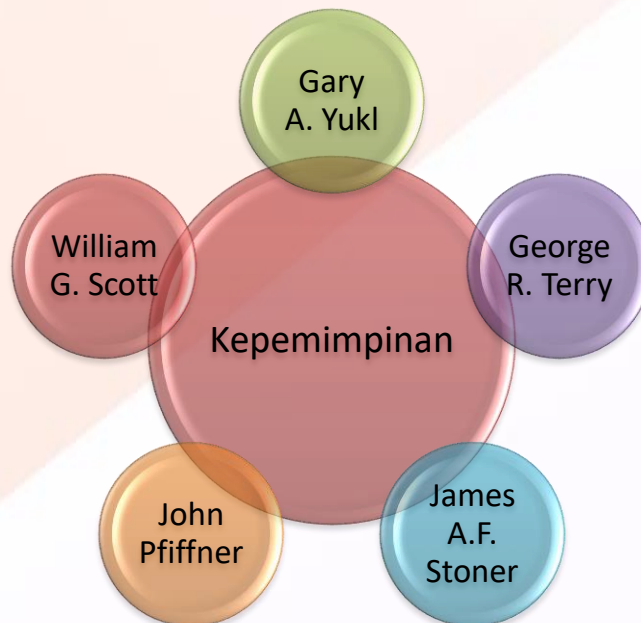 Gary
A. Yukl
William
G. Scott
George
R. Terry
Kepemimpinan
John
Pfiffner
James
A.F.
Stoner